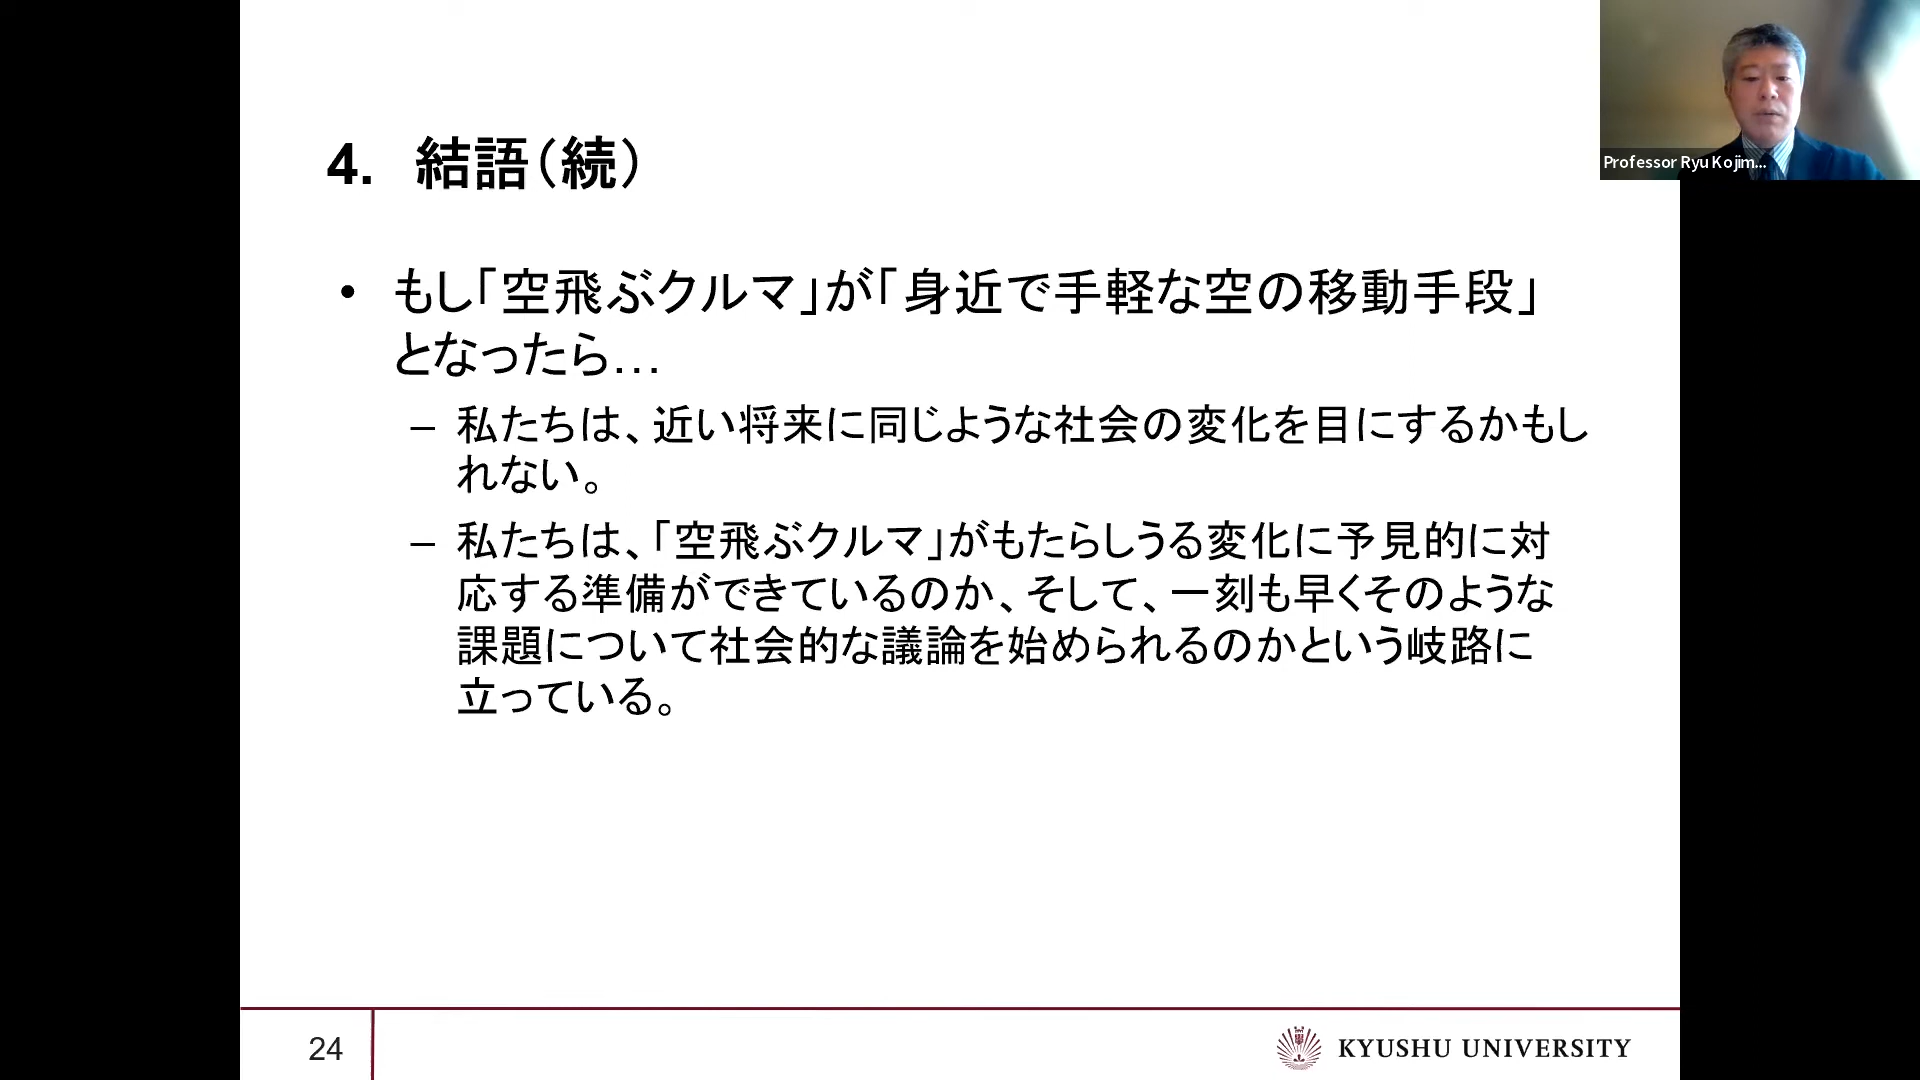 4. 結語（続）
• もし「空飛ぶクルマ」が「身近で手軽な空の移動手段」
となったら…
– 私たちは、近い将来に同じような社会の変化を目にするかもし
れない。
– 私たちは、「空飛ぶクルマ」がもたらしうる変化に予見的に対
応する準備ができているのか、そして、一刻も早くそのような
課題について社会的な議論を始められるのかという岐路に
立っている。
24
KYUSHU UNIVERSITY
Professor Ryu Kojim...